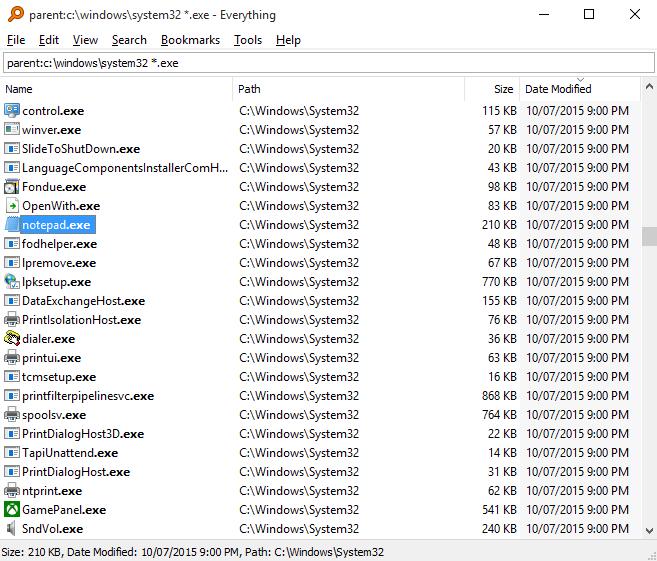 parent:c:\windows\system32 *.exe - Everything
File Edit View Search Bookmarks Tools Help
parent:c:\windows\system32 *.exe
Name Path Size Date Modified
control.exe C:\Windows\System32 115 KB 10/07/2015 9:00 PM
winver.exe C:\Windows\System32 57 KB 10/07/2015 9:00 PM
SlideToShutDown.exe C:\Windows\System32 20 KB 10/07/2015 9:00 PM
LanguageComponentsInstallerComH... C:\Windows\System32 43 KB 10/07/2015 9:00 PM
Fondue.exe C:\Windows\System32 98 KB 10/07/2015 9:00 PM
OpenWith.exe C:\Windows\System32 83 KB 10/07/2015 9:00 PM
notepad.exe C:\Windows\System32 210 KB 10/07/2015 9:00 PM
fodhelper.exe C:\Windows\System32 48 KB 10/07/2015 9:00 PM
lpremove.exe C:\Windows\System32 67 KB 10/07/2015 9:00 PM
lpksetup.exe C:\Windows\System32 770 KB 10/07/2015 9:00 PM
DataExchangeHost.exe C:\Windows\System32 155 KB 10/07/2015 9:00 PM
PrintIsolationHost.exe C:\Windows\System32 76 KB 10/07/2015 9:00 PM
dialer.exe C:\Windows\System32 36 KB 10/07/2015 9:00 PM
printui.exe C:\Windows\System32 63 KB 10/07/2015 9:00 PM
tcmsetup.exe C:\Windows\System32 16 KB 10/07/2015 9:00 PM
printfilterpipelinesvc.exe C:\Windows\System32 868 KB 10/07/2015 9:00 PM
spoolsv.exe C:\Windows\System32 764 KB 10/07/2015 9:00 PM
PrintDialogHost3D.exe C:\Windows\System32 22 KB 10/07/2015 9:00 PM
TapiUnattend.exe C:\Windows\System32 14 KB 10/07/2015 9:00 PM
PrintDialogHost.exe C:\Windows\System32 31 KB 10/07/2015 9:00 PM
ntprint.exe C:\Windows\System32 62 KB 10/07/2015 9:00 PM
GamePanel.exe C:\Windows\System32 541 KB 10/07/2015 9:00 PM
SndVol.exe C:\Windows\System32 240 KB 10/07/2015 9:00 PM
Size: 210 KB, Date Modified: 10/07/2015 9:00 PM, Path: C:\Windows\System32